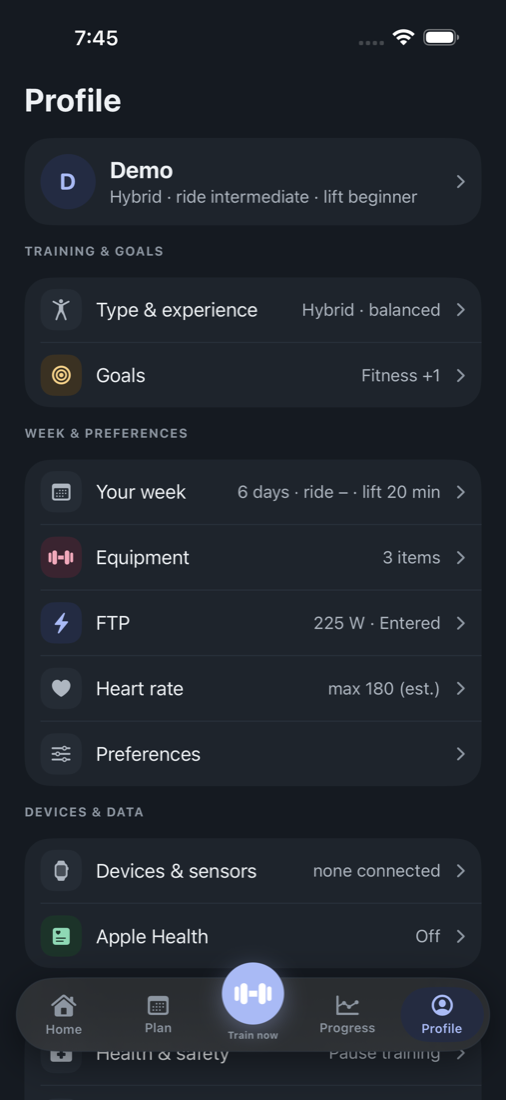 7:45
Profile
D
Demo
Hybrid · ride intermediate · lift beginner
TRAINING & GOALS
Type & experience Hybrid · balanced
Goals Fitness +1
WEEK & PREFERENCES
Your week 6 days · ride – · lift 20 min
Equipment 3 items
FTP 225 W · Entered
Heart rate max 180 (est.)
Preferences
DEVICES & DATA
Devices & sensors none connected
Apple Health Off
Health & safety Pause training
Home Plan Train now Progress Profile